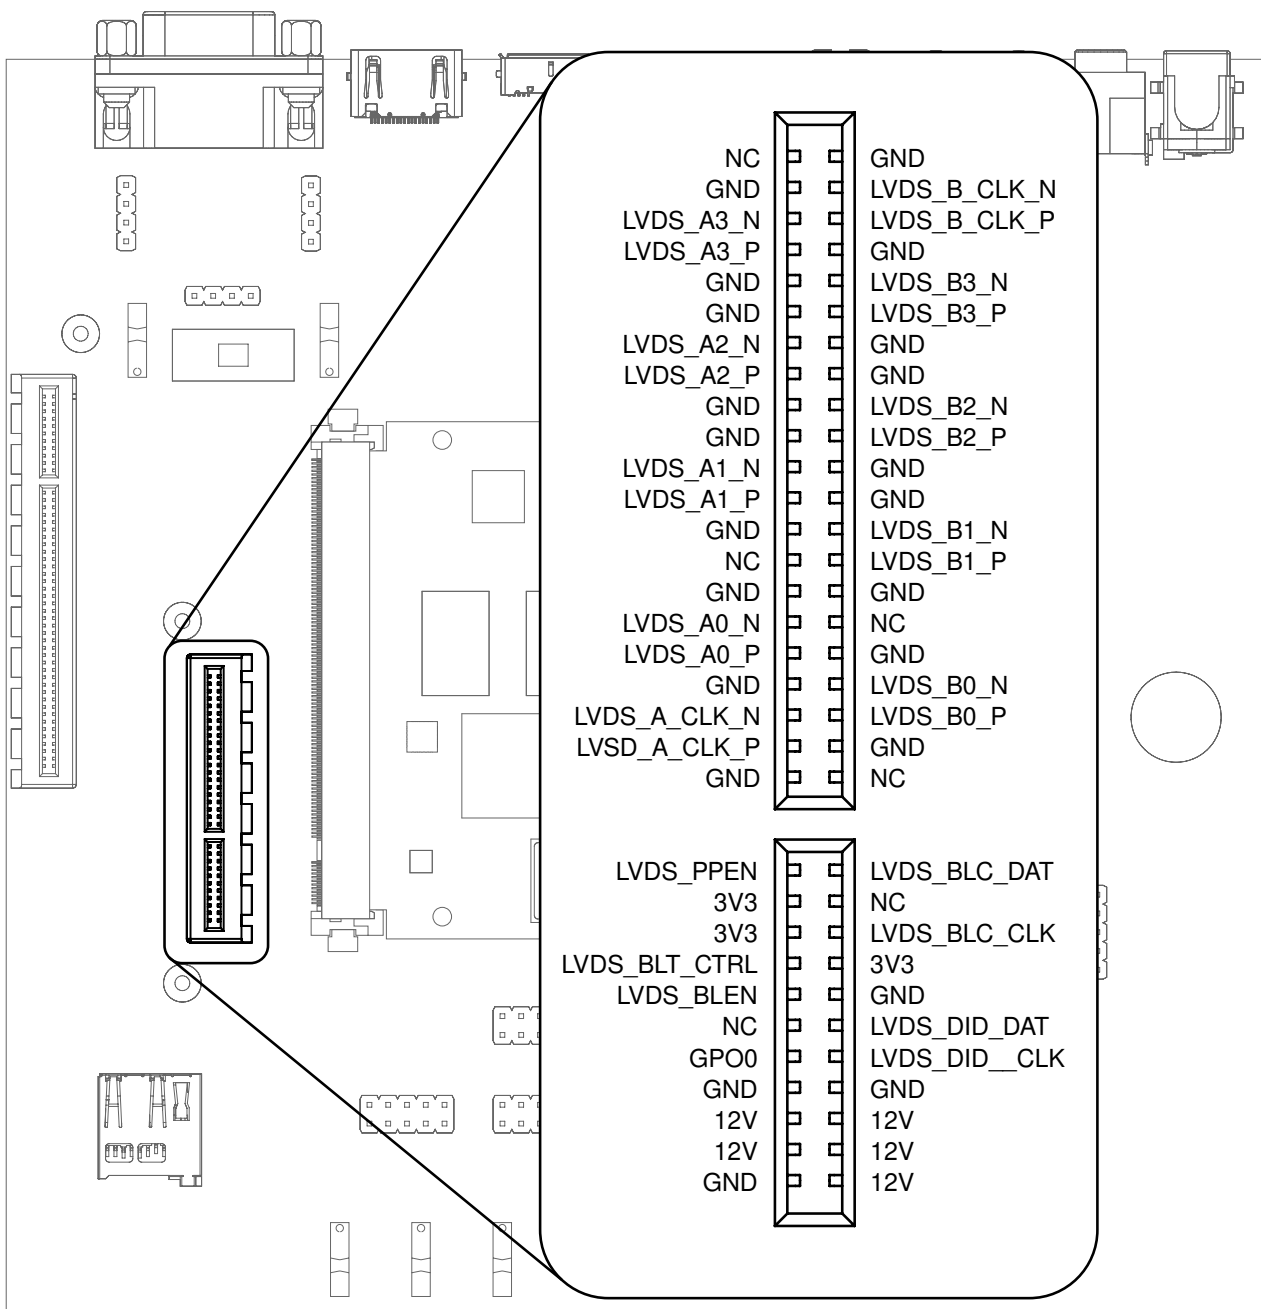 NC GND
GND LVDS_B_CLK_N
LVDS_A3_N LVDS_B_CLK_P
LVDS_A3_P GND
GND LVDS_B3_N
GND LVDS_B3_P
LVDS_A2_N GND
LVDS_A2_P GND
GND LVDS_B2_N
GND LVDS_B2_P
LVDS_A1_N GND
LVDS_A1_P GND
GND LVDS_B1_N
NC LVDS_B1_P
GND GND
LVDS_A0_N NC
LVDS_A0_P GND
GND LVDS_B0_N
LVDS_A_CLK_N LVDS_B0_P
LVSD_A_CLK_P GND
GND NC
LVDS_PPEN LVDS_BLC_DAT
3V3 NC
3V3 LVDS_BLC_CLK
LVDS_BLT_CTRL 3V3
LVDS_BLEN GND
NC LVDS_DID_DAT
GPO0 LVDS_DID__CLK
GND GND
12V 12V
12V 12V
GND 12V